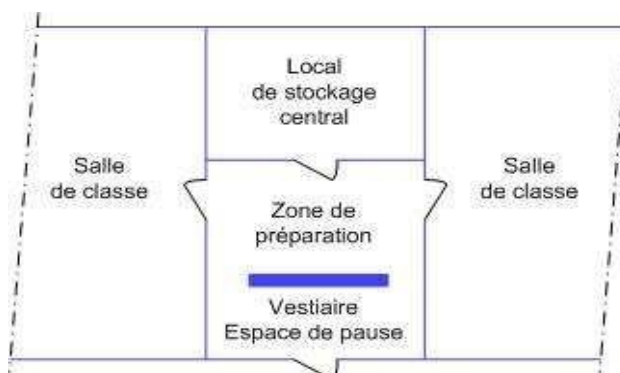 Local
de stockage
central
Salle
de classe
Salle
de classe
Zone de
préparation
Vestiaire
Espace de pause